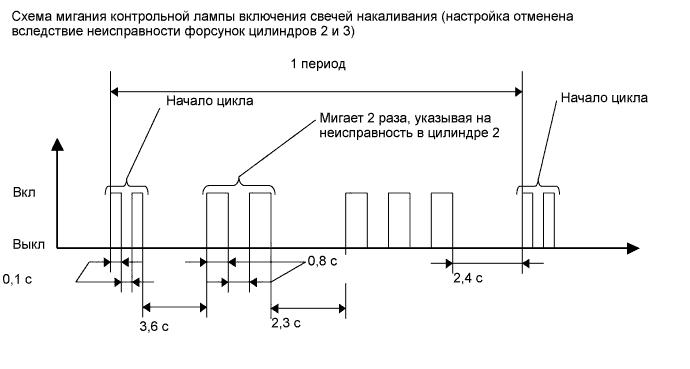 Схема мигания контрольной лампы включения свечей накаливания (настройка отменена
вследствие неисправности форсунок цилиндров 2 и 3)
1 период
Начало цикла
Начало цикла
Мигает 2 раза, указывая на
неисправность в цилиндре 2
Вкл
Выкл
0,1 с
0,8 с
2,4 с
3,6 с
2,3 с